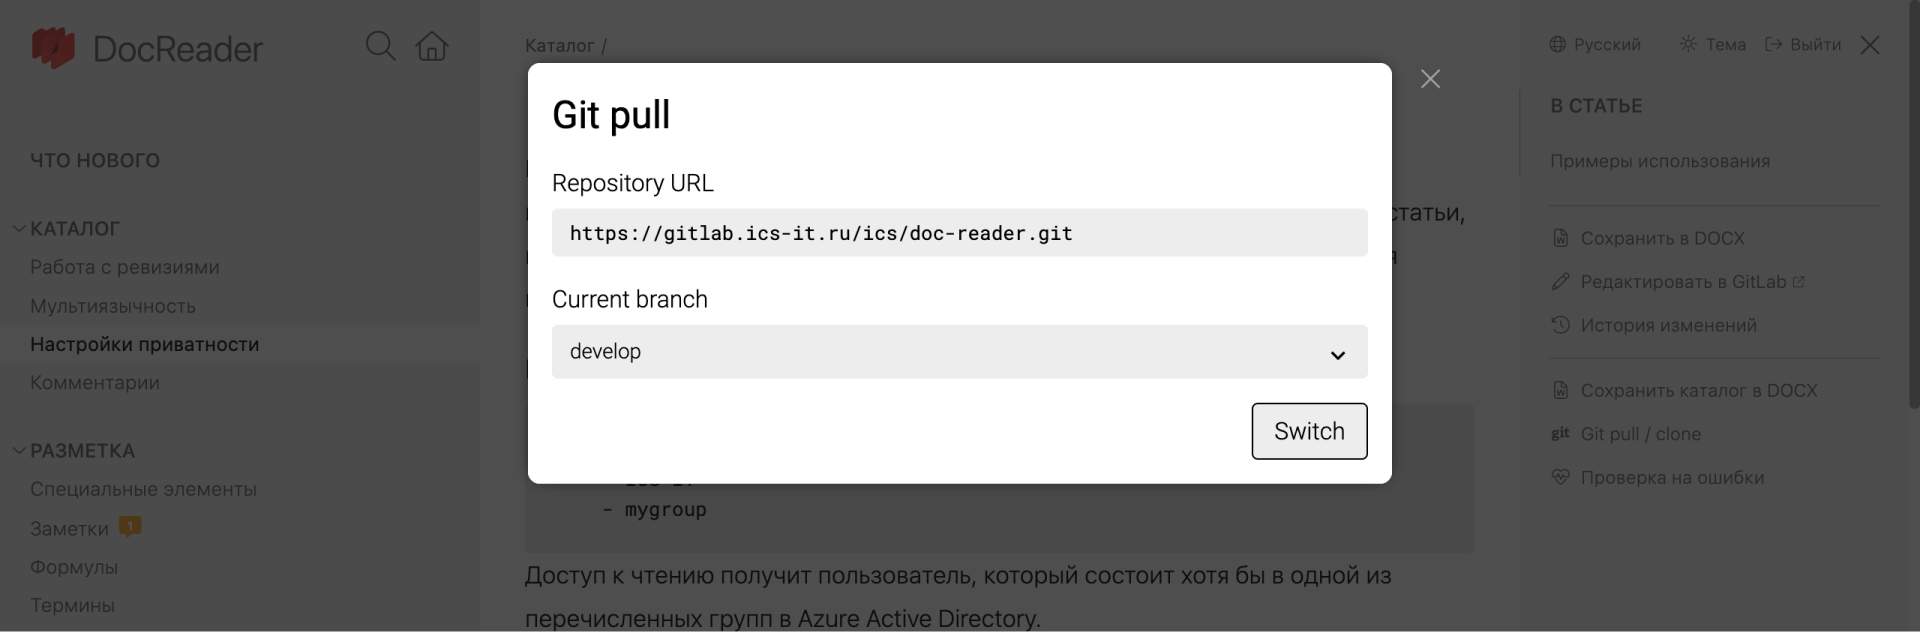 DocReader
ЧТО НОВОГО
КАТАЛОГ
Работа с ревизиями
Мультиязычность
Настройки приватности
Комментарии
РАЗМЕТКА
Специальные элементы
Заметки 1
Формулы
Термины
Каталог /
Git pull
Repository URL
https://gitlab.ics-it.ru/ics/doc-reader.git
Current branch
develop
Switch
статьи,
- mygroup
Доступ к чтению получит пользователь, который состоит хотя бы в одной из
перечисленных групп в Azure Active Directory.
Русский Тема Выйти
В СТАТЬЕ
Примеры использования
Сохранить в DOCX
Редактировать в GitLab
История изменений
Сохранить каталог в DOCX
git Git pull / clone
Проверка на ошибки